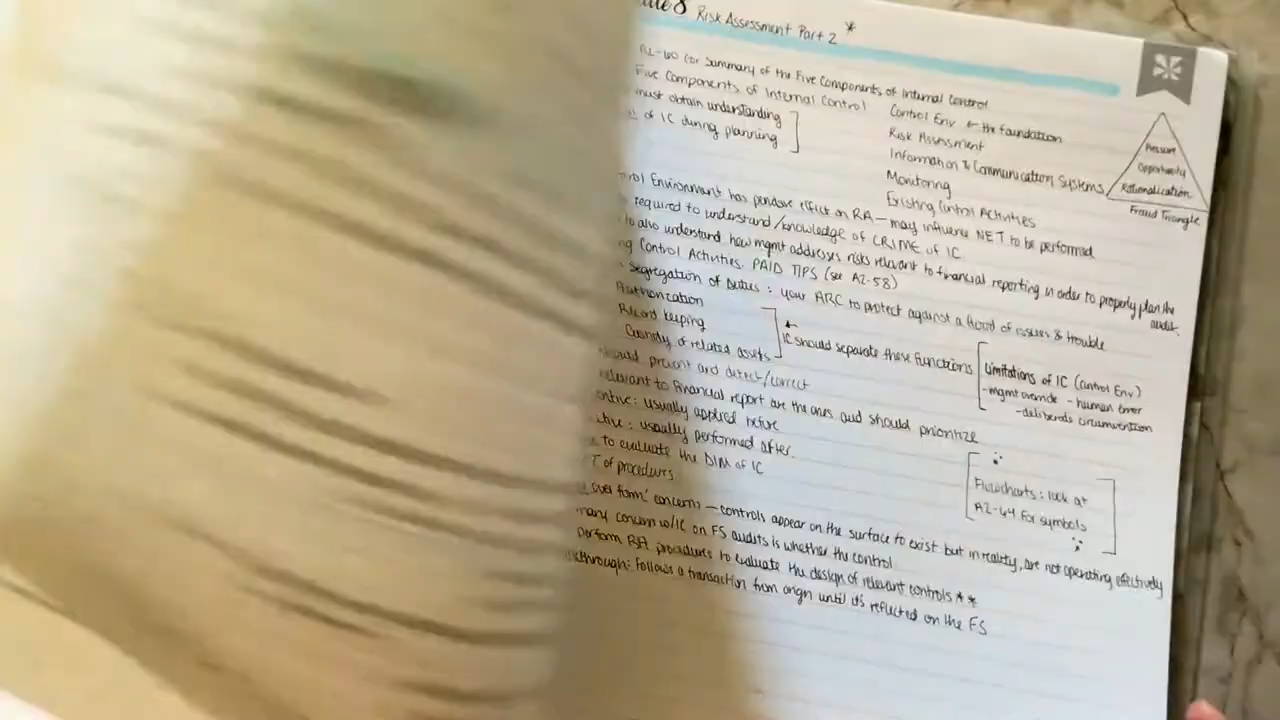 Risk Assessment Part 2 *
A2-60 for Summary of the Five Components of Internal Control
Five Components of Internal Control
must obtain understanding
of IC during planning
Control Env ← the foundation
Risk Assessment
Information & Communication Systems
Monitoring
Existing Control Activities
Pressure
Opportunity
Rationalization
Fraud Triangle
Environment has effect on RA — may influence NET to be performed
required to understand/knowledge of CRIME of IC
also understand how mgmt addresses risks relevant to financial reporting in order to properly plan the
audit.
Control Activities. PAID TIPS (see A2-58)
Segregation of Duties: your ARC to protect against a flood of issues & trouble
Authorization
Record keeping
Custody of related assets
IC should separate these functions
Limitations of IC (Control Env)
-mgmt override - human error
-deliberate circumvention
prevent and detect/correct
relevant to financial report are the ones aud should prioritize
usually applied before
: usually performed after.
to evaluate the DIM of IC
of procedures
Flowcharts: look at
A2-64 for symbols
over form' concerns — controls appear on the surface to exist but in reality, are not operating effectively
concern w/IC on FS audits is whether the control
perform RA procedures to evaluate the design of relevant controls **
: Follows a transaction from origin until it's reflected on the FS